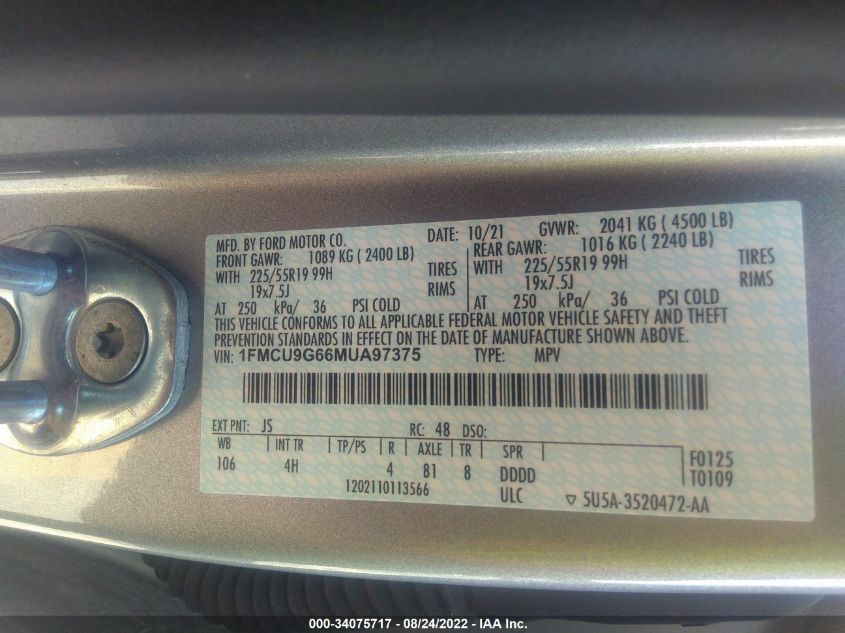 MFD. BY FORD MOTOR CO. DATE: 10/21 GVWR: 2041 KG ( 4500 LB)
FRONT GAWR: 1089 KG ( 2400 LB) REAR GAWR: 1016 KG ( 2240 LB)
WITH 225/55R19 99H TIRES WITH 225/55R19 99H TIRES
19x7.5J RIMS 19x7.5J RIMS
AT 250 kPa/ 36 PSI COLD AT 250 kPa/ 36 PSI COLD
THIS VEHICLE CONFORMS TO ALL APPLICABLE FEDERAL MOTOR VEHICLE SAFETY AND THEFT
PREVENTION STANDARDS IN EFFECT ON THE DATE OF MANUFACTURE SHOWN ABOVE.
VIN: 1FMCU9G66MUA97375 TYPE: MPV
EXT PNT: JS RC: 48 DSO:
WB INT TR TP/PS R AXLE TR SPR F0125
106 4H 4 81 8 DDDD T0109
1202110113566 ULC ▽ 5U5A-3520472-AA
000-34075717 - 08/24/2022 - IAA Inc.